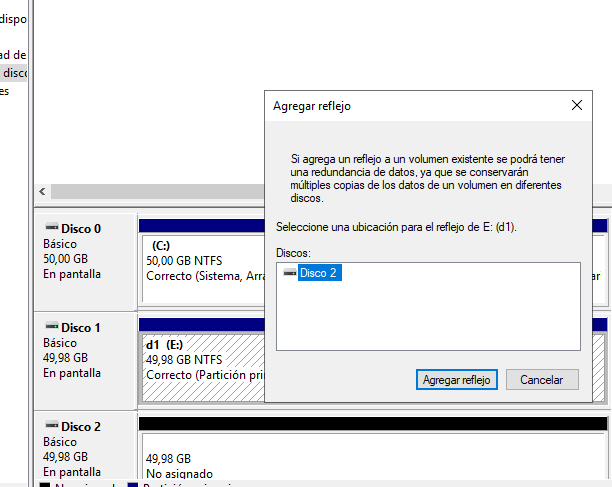 dispo
ad de
disco
es
Agregar reflejo
Si agrega un reflejo a un volumen existente se podrá tener
una redundancia de datos, ya que se conservarán
múltiples copias de los datos de un volumen en diferentes
discos.
Seleccione una ubicación para el reflejo de E: (d1).
Discos:
Disco 2
Agregar reflejo
Cancelar
Disco 0
Básico
50,00 GB
En pantalla
(C:)
50,00 GB NTFS
Correcto (Sistema, Arra
ar
Disco 1
Básico
49,98 GB
En pantalla
d1 (E:)
49,98 GB NTFS
Correcto (Partición prin
Disco 2
Básico
49,98 GB
En pantalla
49,98 GB
No asignado